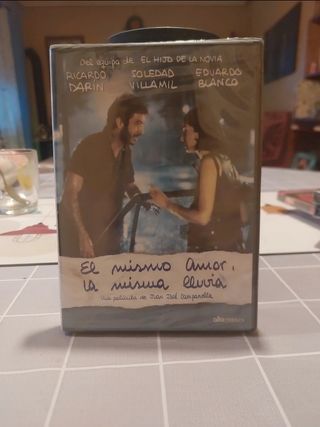 Del equipo de EL HIJO DE LA NOVIA
RICARDO SOLEDAD EDUARDO
DARÍN VILLAMIL BLANCO
El mismo amor,
la misma lluvia
Una película de Juan José Campanella